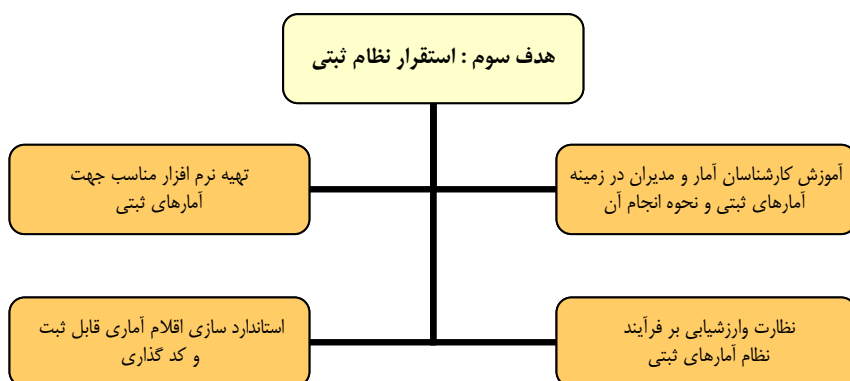 هدف سوم : استقرار نظام ثبتی
آموزش کارشناسان آمار و مدیران در زمینه
آمارهای ثبتی و نحوه انجام آن
تهیه نرم افزار مناسب جهت
آمارهای ثبتی
نظارت وارزشیابی بر فرآیند
نظام آمارهای ثبتی
استاندارد سازی اقلام آماری قابل ثبت
و کد گذاری